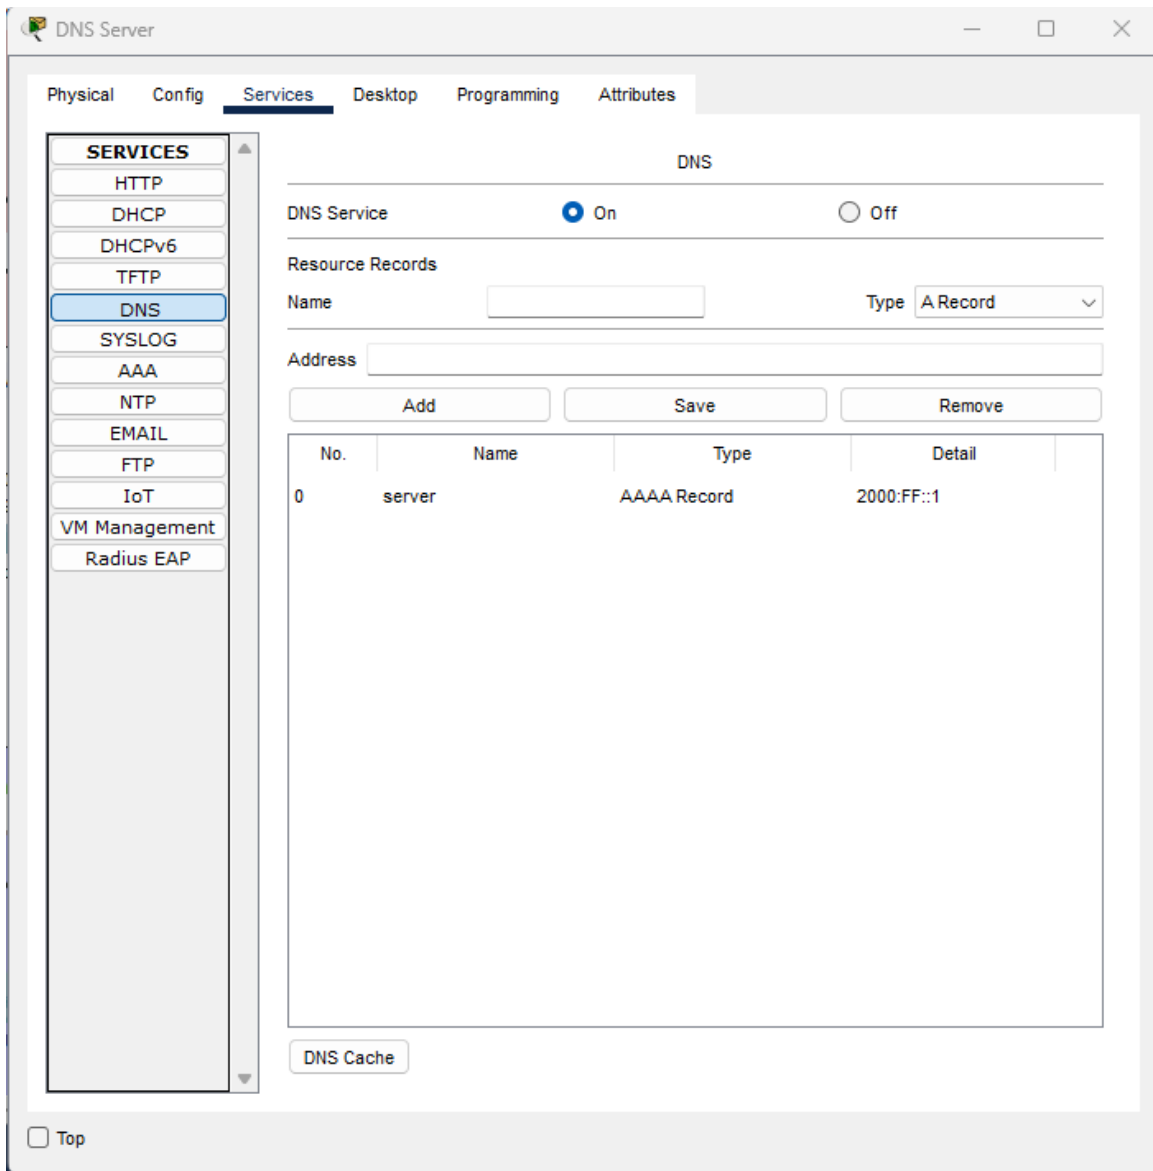 DNS Server
Physical Config Services Desktop Programming Attributes
SERVICES
HTTP
DHCP
DHCPv6
TFTP
DNS
SYSLOG
AAA
NTP
EMAIL
FTP
IoT
VM Management
Radius EAP
DNS
DNS Service On Off
Resource Records
Name Type A Record
Address
Add Save Remove
No. Name Type Detail
0 server AAAA Record 2000:FF::1
DNS Cache
Top